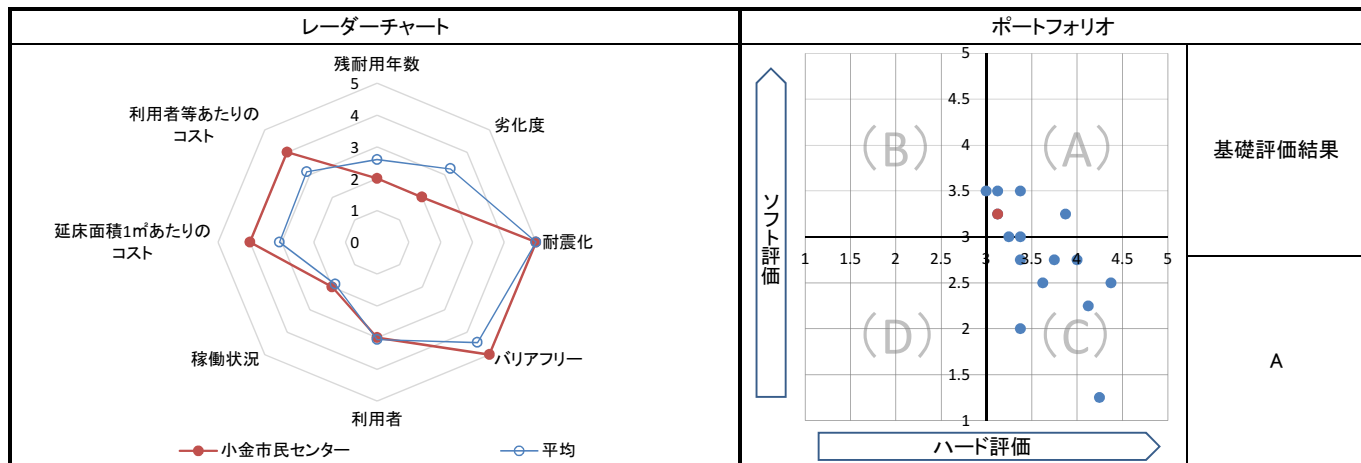 レーダーチャート
残耐用年数
5
4
3
2
1
0
劣化度
耐震化
バリアフリー
利用者
稼働状況
延床面積1㎡あたりの
コスト
利用者等あたりの
コスト
小金市民センター
平均
ポートフォリオ
ソフト評価
5
4.5
4
3.5
3
2.5
2
1.5
1
1 1.5 2 2.5 3 3.5 4 4.5 5
（B）
（A）
（D）
（C）
ハード評価
基礎評価結果
A